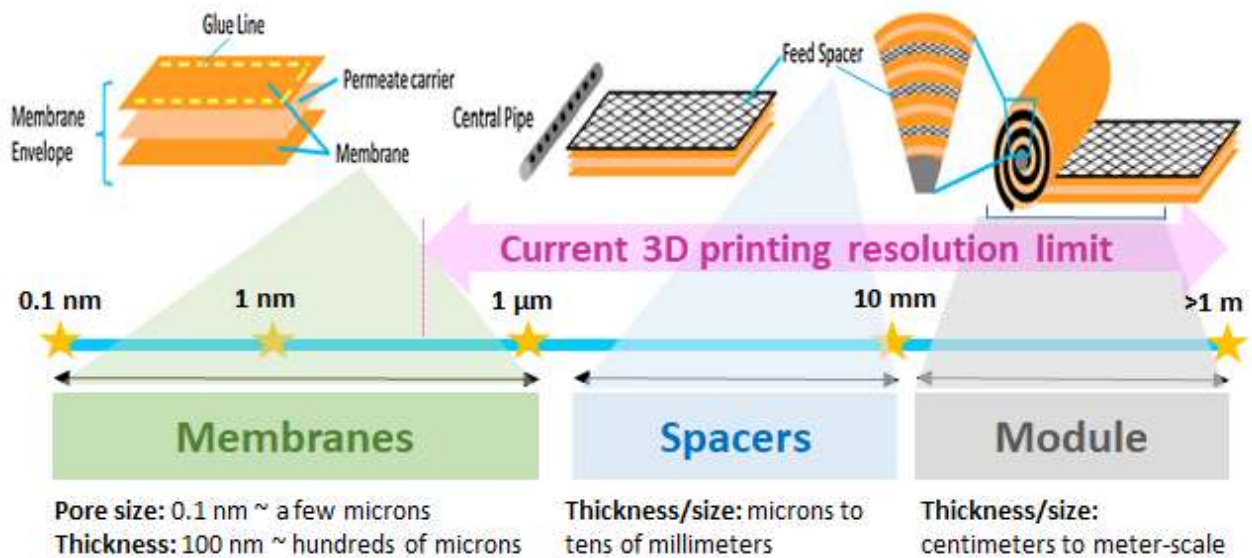 Glue Line
Permeate carrier
Membrane
Envelope
Membrane
Central Pipe
Feed Spacer
Current 3D printing resolution limit
0.1 nm
1 nm
1 µm
10 mm
>1 m
Membranes
Spacers
Module
Pore size: 0.1 nm ~ a few microns
Thickness: 100 nm ~ hundreds of microns
Thickness/size: microns to
tens of millimeters
Thickness/size:
centimeters to meter-scale